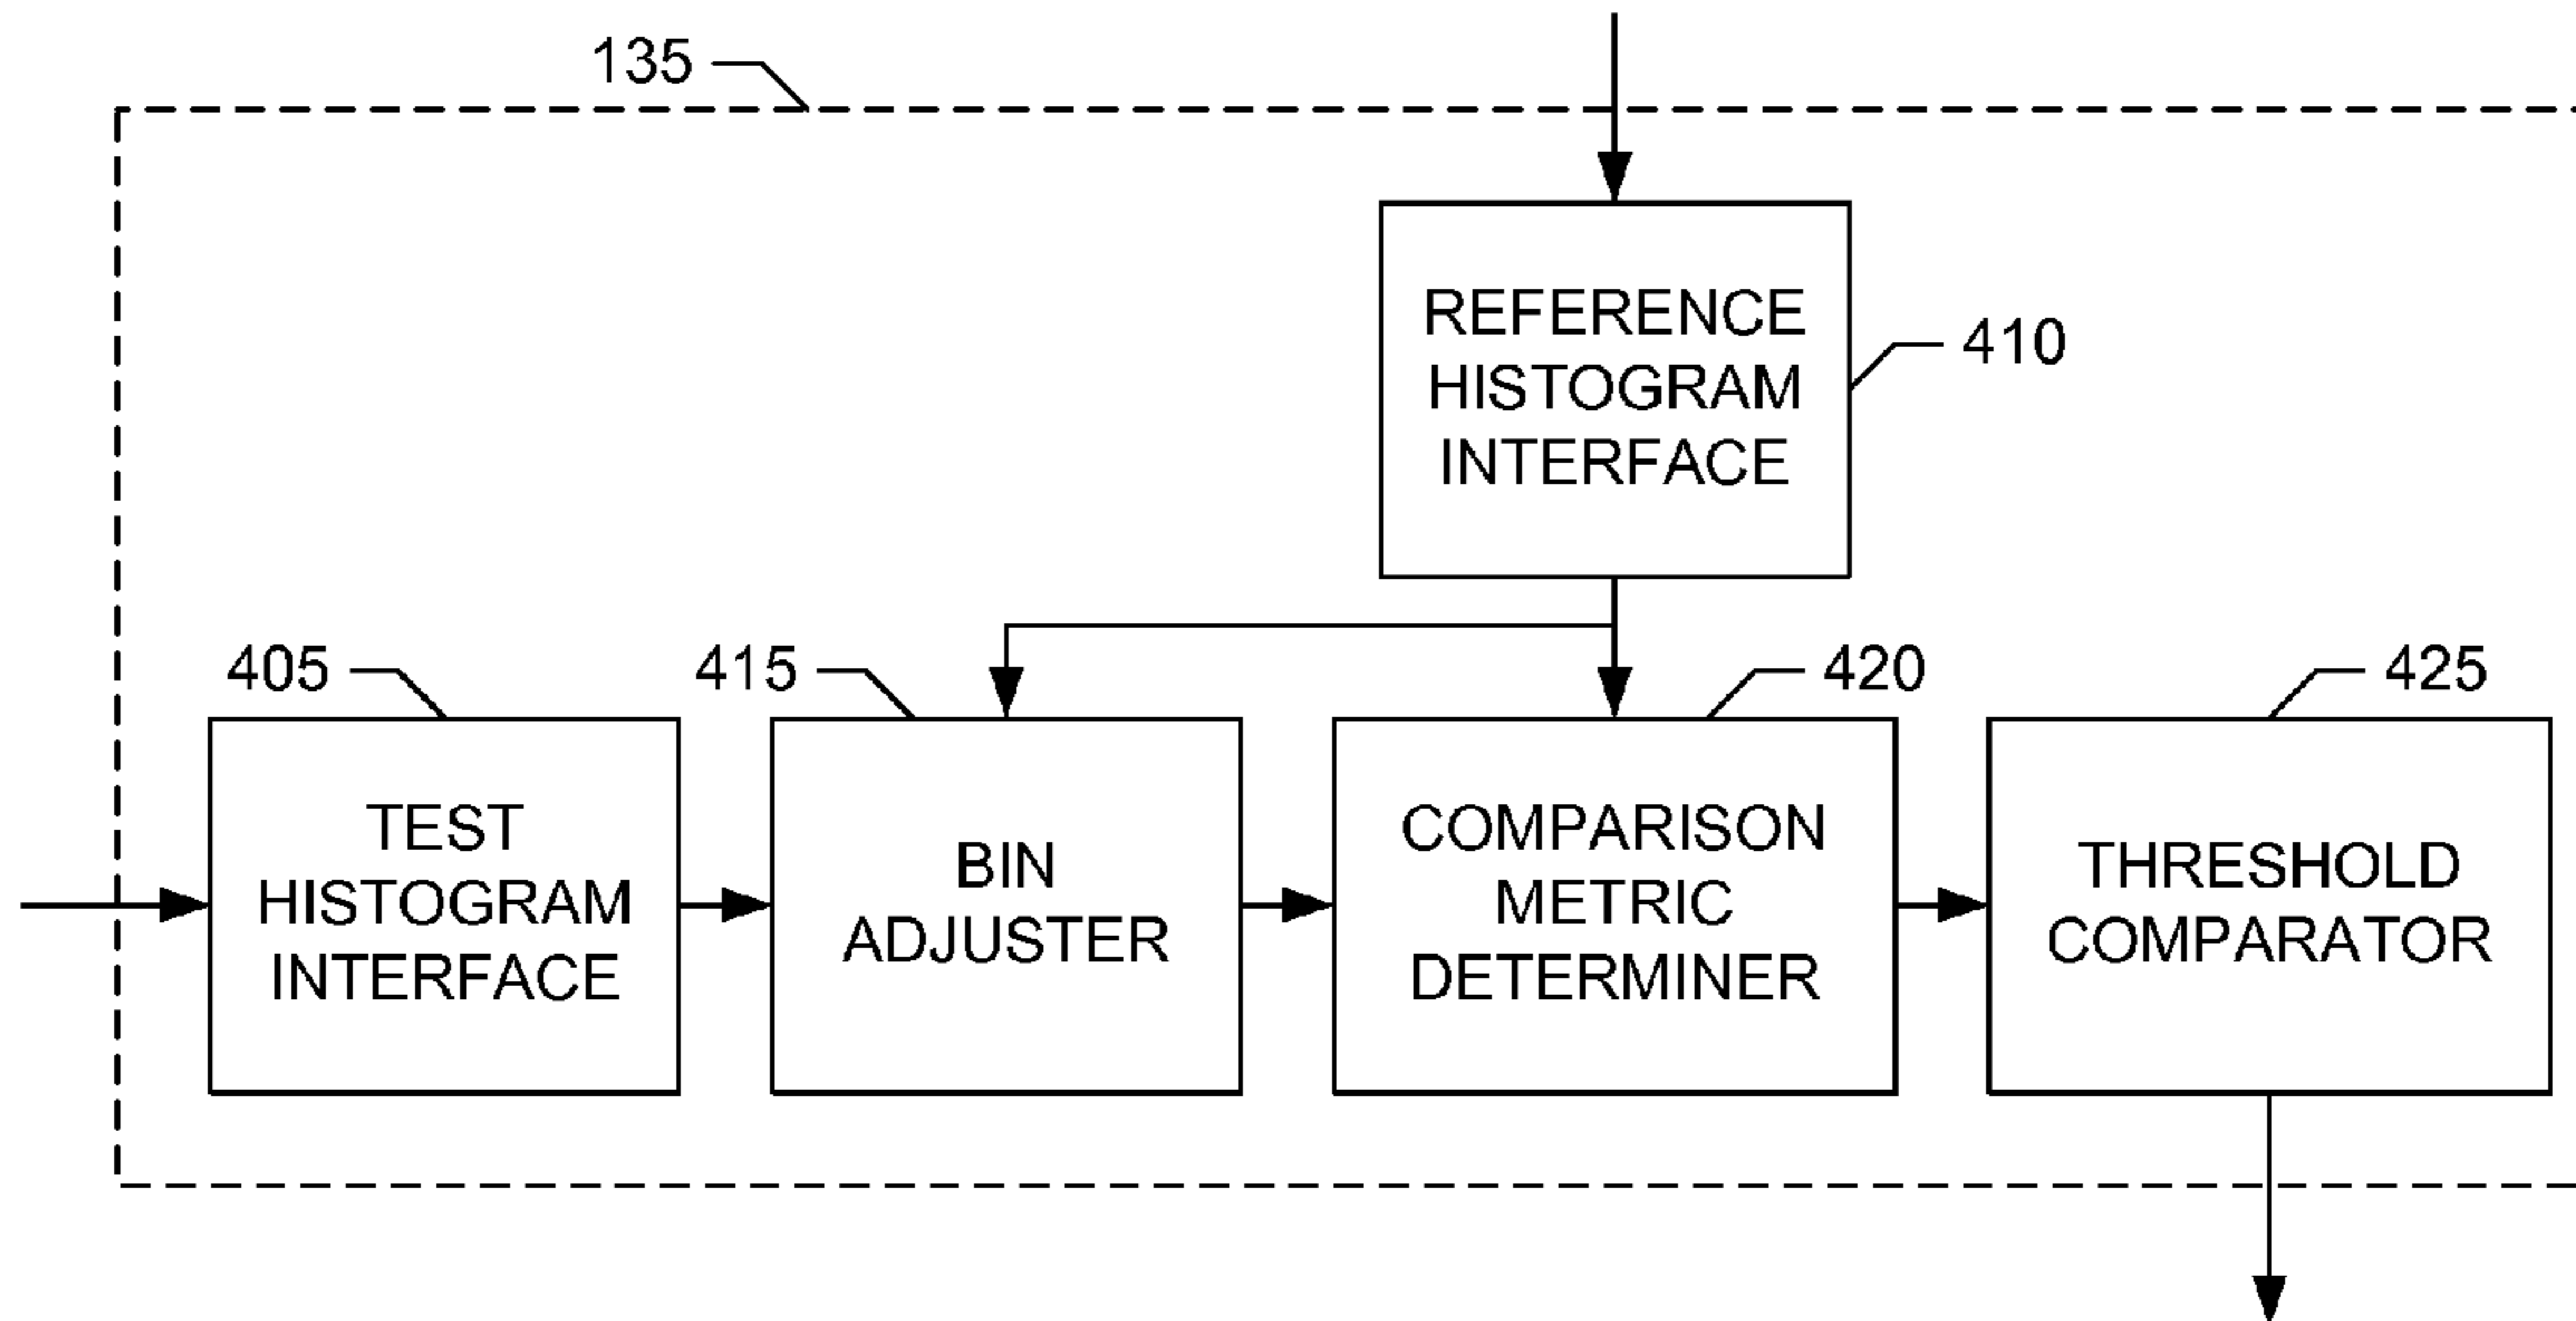 135
REFERENCE
HISTOGRAM
INTERFACE
410
405
415
420
425
TEST
HISTOGRAM
INTERFACE
BIN
ADJUSTER
COMPARISON
METRIC
DETERMINER
THRESHOLD
COMPARATOR